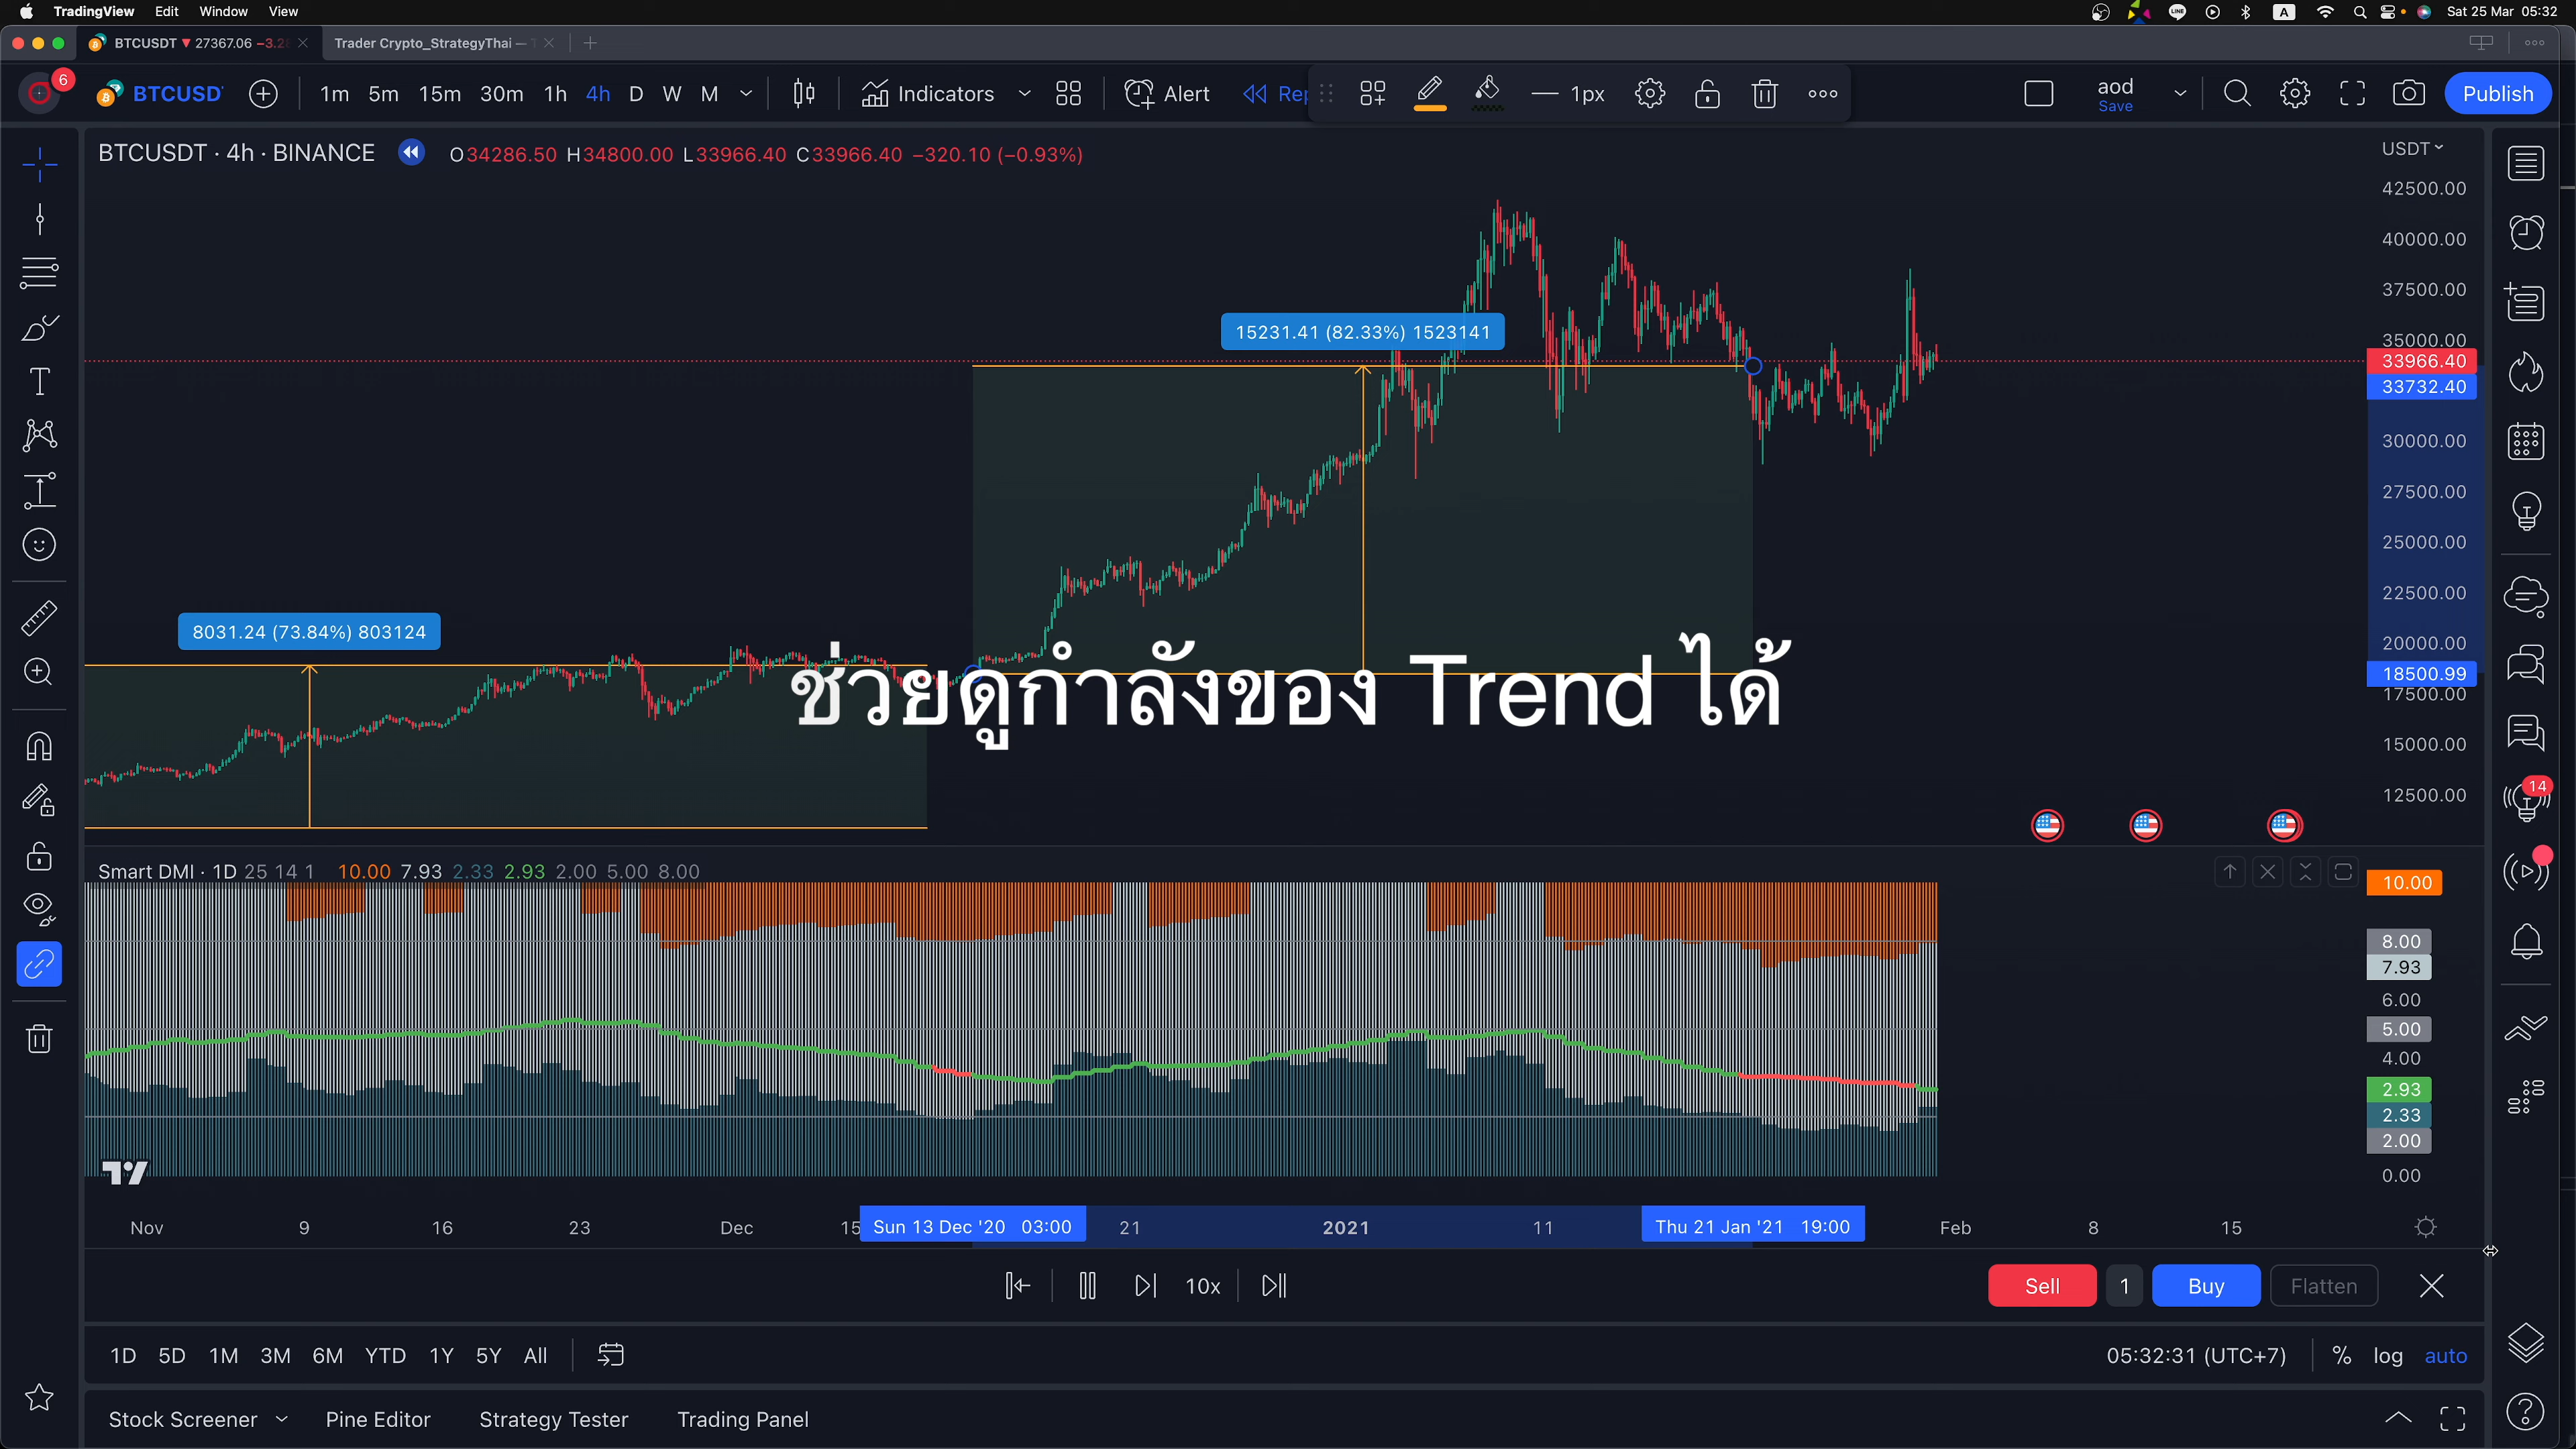 TradingView Edit Window View
A Sat 25 Mar 05:32
BTCUSDT ▼ 27367.06 −3.2
Trader Crypto_StrategyThai —
6
BTCUSD
1m 5m 15m 30m 1h 4h D W M
Indicators
Alert
Rep
1px
aod
Save
Publish
BTCUSDT · 4h · BINANCE
O34286.50 H34800.00 L33966.40 C33966.40 −320.10 (−0.93%)
USDT
42500.00
40000.00
37500.00
35000.00
33966.40
33732.40
30000.00
27500.00
25000.00
22500.00
20000.00
18500.99
17500.00
15000.00
12500.00
15231.41 (82.33%) 1523141
8031.24 (73.84%) 803124
ช่วยดูกำลังของ Trend ได้
14
Smart DMI · 1D 25 14 1 10.00 7.93 2.33 2.93 2.00 5.00 8.00
10.00
8.00
7.93
6.00
5.00
4.00
2.93
2.33
2.00
0.00
Nov 9 16 23 Dec 15 Sun 13 Dec '20 03:00 21 2021 11 Thu 21 Jan '21 19:00 Feb 8 15
10x
Sell 1 Buy Flatten
1D 5D 1M 3M 6M YTD 1Y 5Y All
05:32:31 (UTC+7) % log auto
Stock Screener Pine Editor Strategy Tester Trading Panel